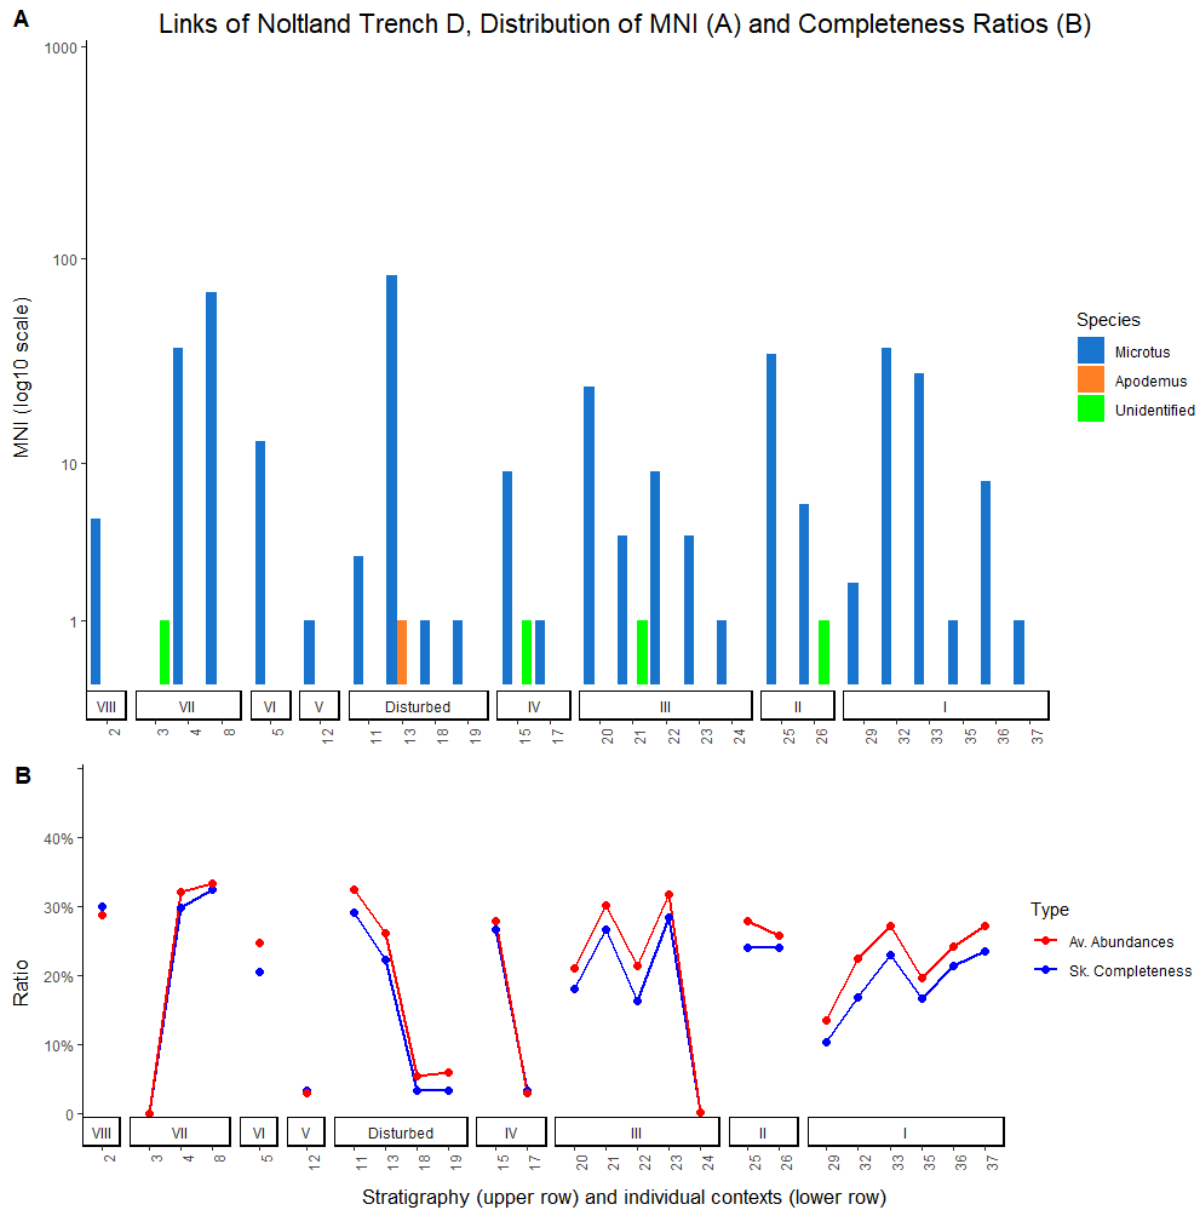 A
Links of Noltland Trench D, Distribution of MNI (A) and Completeness Ratios (B)
1000
100
10
1
MNI (log10 scale)
Species
Microtus
Apodemus
Unidentified
VIII VII VI V Disturbed IV III II I
2 3 4 8 5 12 11 13 18 19 15 17 20 21 22 23 24 25 26 29 32 33 35 36 37
B
40%
30%
20%
10%
0
Ratio
Type
Av. Abundances
Sk. Completeness
VIII VII VI V Disturbed IV III II I
2 3 4 8 5 12 11 13 18 19 15 17 20 21 22 23 24 25 26 29 32 33 35 36 37
Stratigraphy (upper row) and individual contexts (lower row)